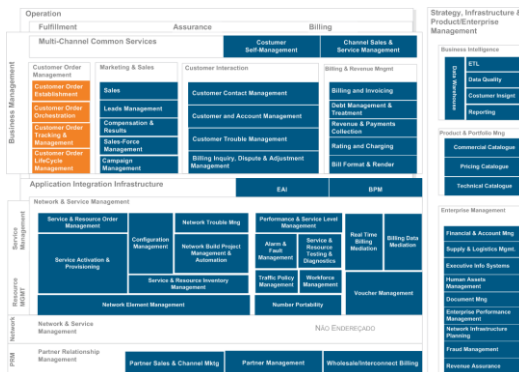 Operation
Fulfillment Assurance Billing
Multi-Channel Common Services
Costumer
Self-Management
Channel Sales &
Service Management
Business Management
Customer Order
Management
Customer Order
Establishment
Customer Order
Orchestration
Customer Order
Tracking &
Management
Customer Order
LifeCycle
Management
Marketing & Sales
Sales
Leads Management
Compensation &
Results
Sales-Force
Management
Campaign
Management
Customer Interaction
Customer Contact Management
Customer and Account Management
Customer Trouble Management
Billing Inquiry, Dispute & Adjustment
Management
Billing & Revenue Mngmt
Billing and Invoicing
Debt Management &
Treatment
Revenue & Payments
Collection
Rating and Charging
Bill Format & Render
Application Integration Infrastructure
EAI
BPM
Network & Service Management
Service
Management
Resource
MGMT
Service & Resource Order
Management
Service Activation &
Provisioning
Configuration
Management
Network Trouble Mng
Network Build Project
Management &
Automation
Service & Resource Inventory
Management
Network Element Management
Performance & Service Level
Management
Alarm &
Fault
Management
Service &
Resource
Testing &
Diagnostics
Traffic Policy
Management
Workforce
Management
Number Portability
Real Time
Billing
Mediation
Billing Data
Mediation
Voucher Management
Network
Network & Service
Management
NÃO ENDEREÇADO
PRM
Partner Relationship
Management
Partner Sales & Channel Mktg
Partner Management
Wholesale/Interconnect Billing
Strategy, Infrastructure &
Product/Enterprise
Management
Business Intelligence
Data Warehouse
ETL
Data Quality
Costumer Insignt
Reporting
Product & Portfolio Mng
Commercial Catalogue
Pricing Catalogue
Technical Catalogue
Enterprise Management
Financial & Account Mng
Supply & Logistics Mgmt.
Executive Info Systems
Human Assets
Management
Document Mng
Enterprise Performance
Management
Network Infrastructure
Planning
Fraud Management
Revenue Assurance